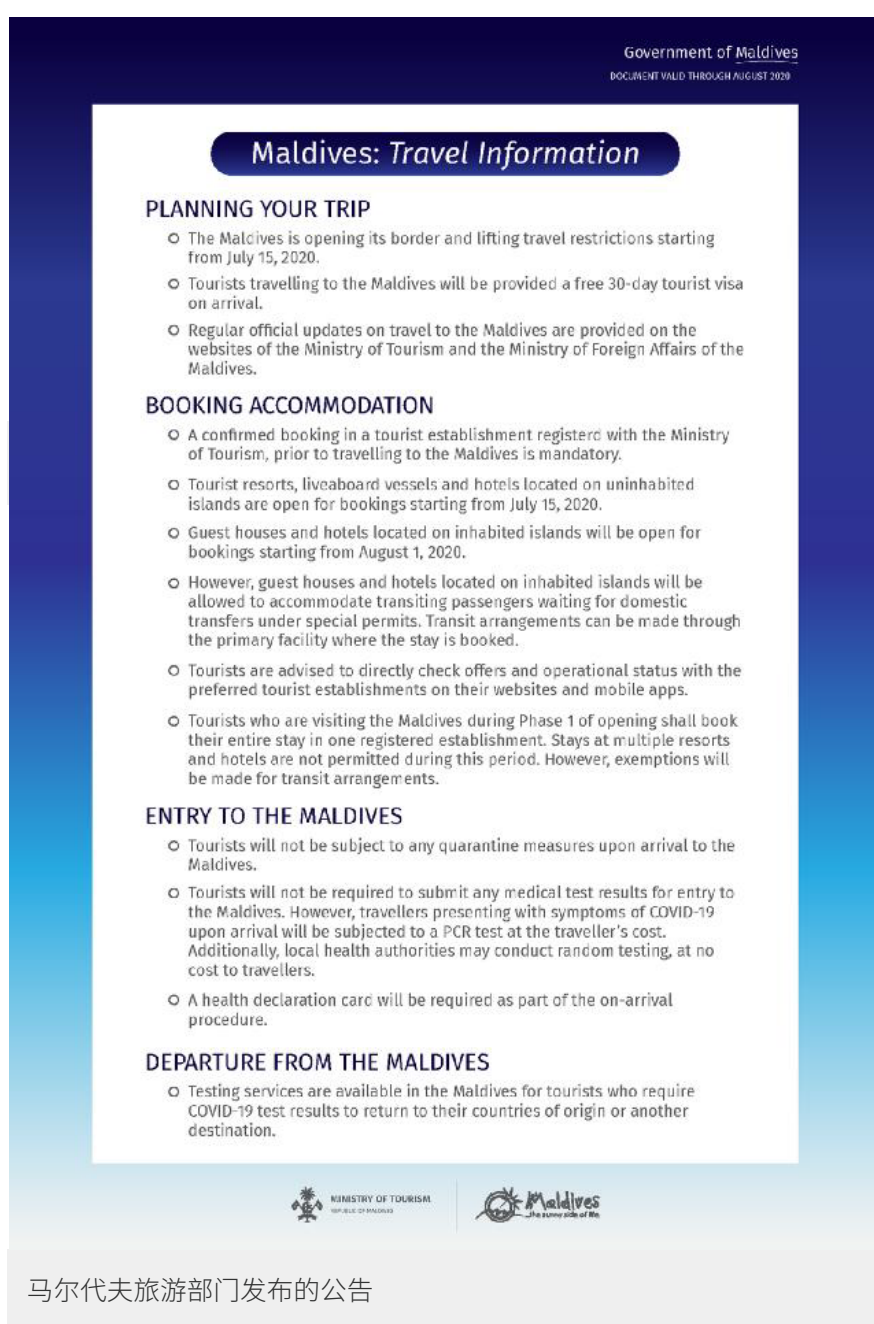 Government of Maldives
DOCUMENT VALID THROUGH AUGUST 2020
Maldives: Travel Information
PLANNING YOUR TRIP
The Maldives is opening its border and lifting travel restrictions starting
from July 15, 2020.
Tourists travelling to the Maldives will be provided a free 30-day tourist visa
on arrival.
Regular official updates on travel to the Maldives are provided on the
websites of the Ministry of Tourism and the Ministry of Foreign Affairs of the
Maldives.
BOOKING ACCOMMODATION
A confirmed booking in a tourist establishment registerd with the Ministry
of Tourism, prior to travelling to the Maldives is mandatory.
Tourist resorts, liveaboard vessels and hotels located on uninhabited
islands are open for bookings starting from July 15, 2020.
Guest houses and hotels located on inhabited islands will be open for
bookings starting from August 1, 2020.
However, guest houses and hotels located on inhabited islands will be
allowed to accommodate transiting passengers waiting for domestic
transfers under special permits. Transit arrangements can be made through
the primary facility where the stay is booked.
Tourists are advised to directly check offers and operational status with the
preferred tourist establishments on their websites and mobile apps.
Tourists who are visiting the Maldives during Phase 1 of opening shall book
their entire stay in one registered establishment. Stays at multiple resorts
and hotels are not permitted during this period. However, exemptions will
be made for transit arrangements.
ENTRY TO THE MALDIVES
Tourists will not be subject to any quarantine measures upon arrival to the
Maldives.
Tourists will not be required to submit any medical test results for entry to
the Maldives. However, travellers presenting with symptoms of COVID-19
upon arrival will be subjected to a PCR test at the traveller's cost.
Additionally, local health authorities may conduct random testing, at no
cost to travellers.
A health declaration card will be required as part of the on-arrival
procedure.
DEPARTURE FROM THE MALDIVES
Testing services are available in the Maldives for tourists who require
COVID-19 test results to return to their countries of origin or another
destination.
MINISTRY OF TOURISM
REPUBLIC OF MALDIVES
Maldives
...the sunny side of life
马尔代夫旅游部门发布的公告